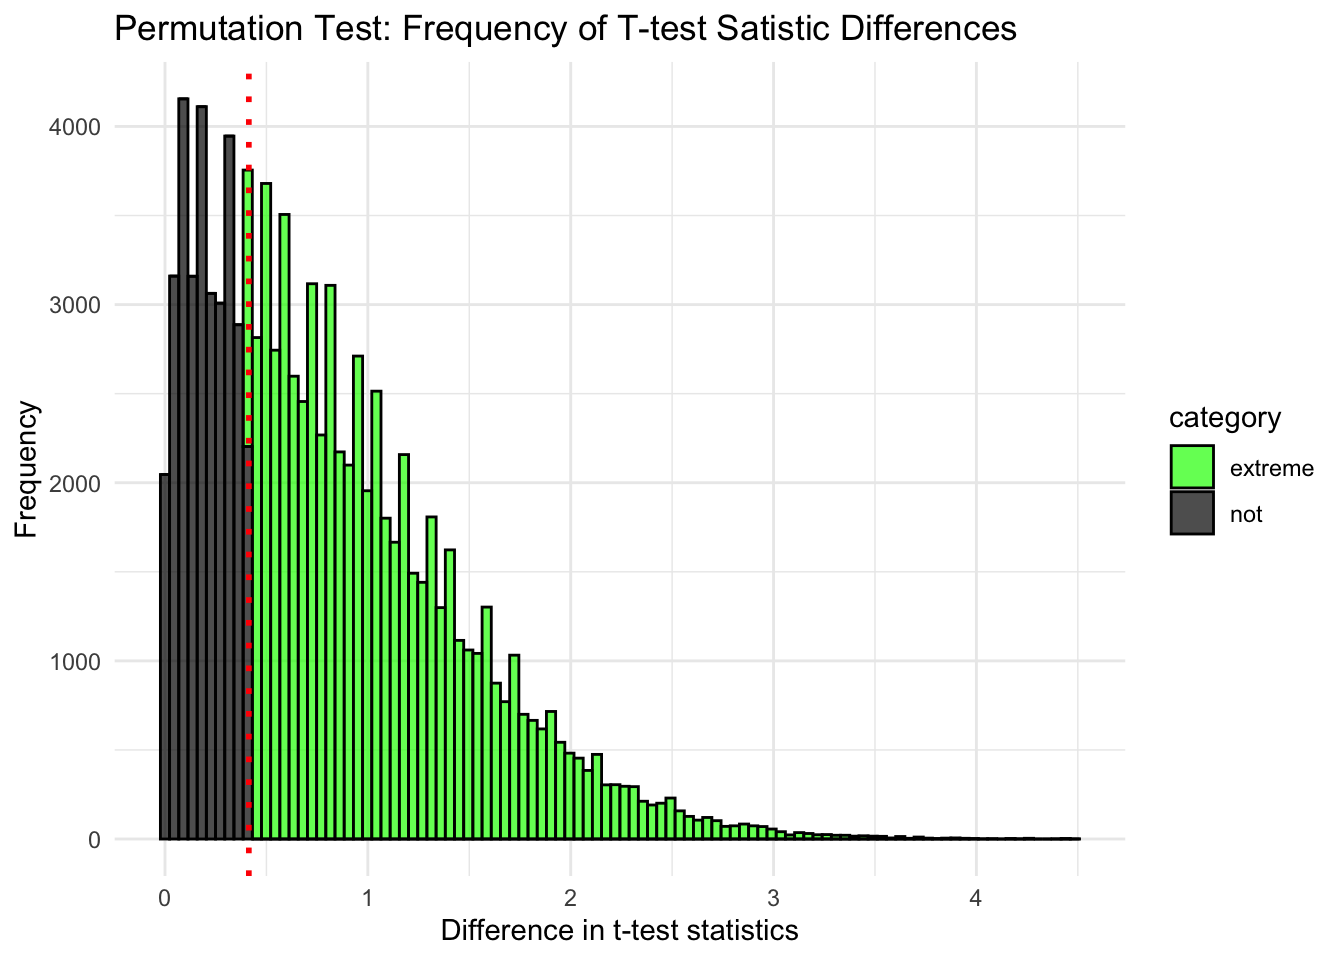 Permutation Test: Frequency of T-test Satistic Differences
4000
3000
2000
1000
0
Frequency
0 1 2 3 4
Difference in t-test statistics
category
extreme
not